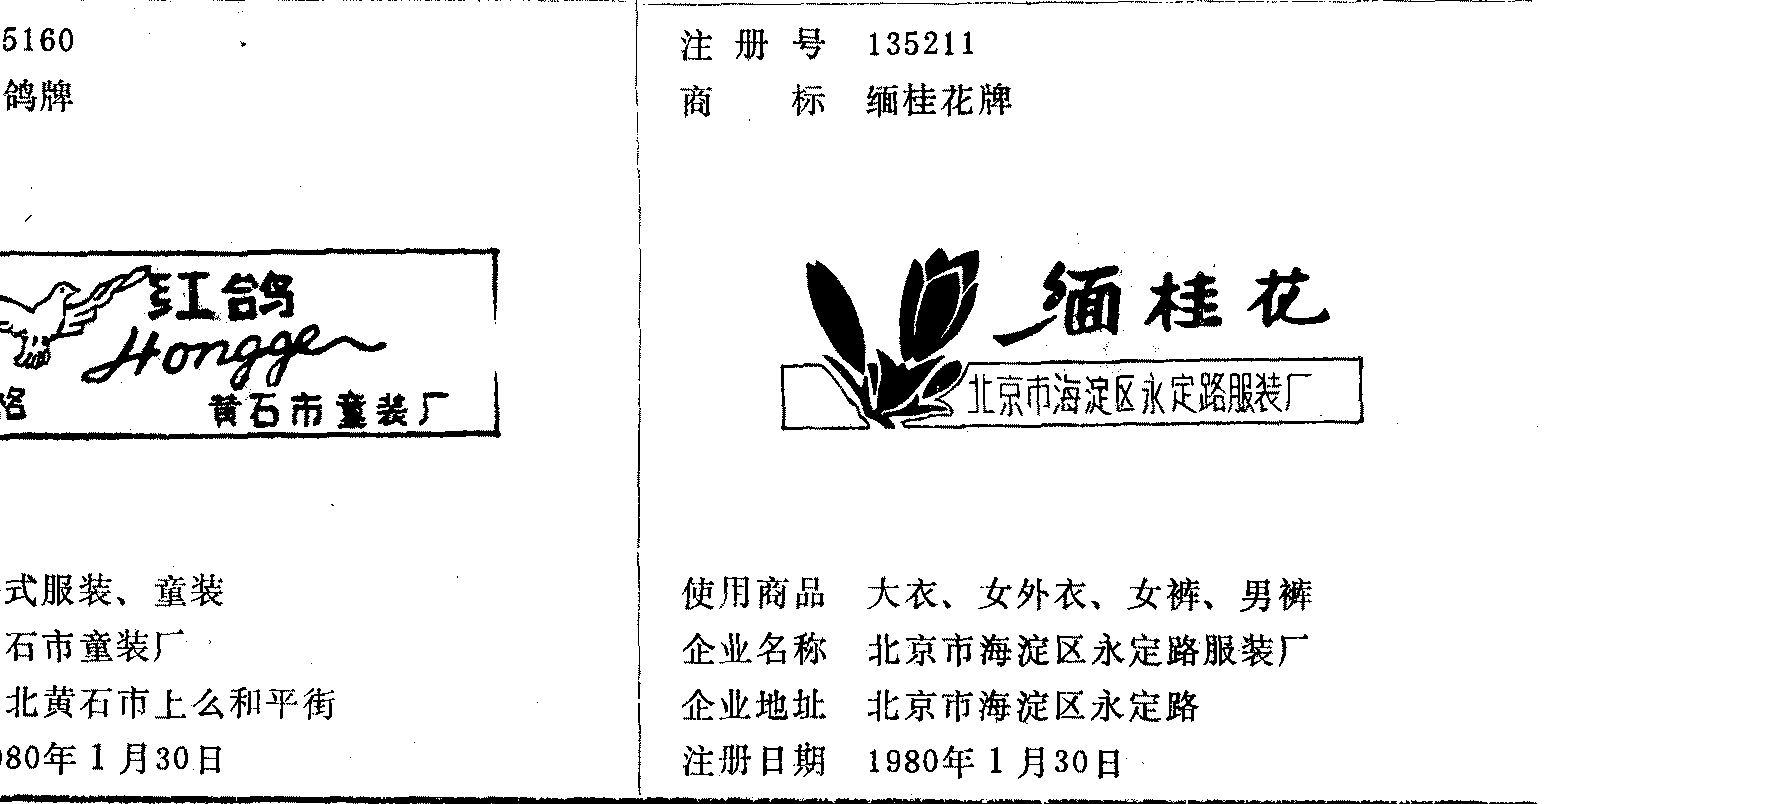 5160
鸽牌
红鸽
Hongge
格
黄石市童装厂
式服装、童装
石市童装厂
北黄石市上么和平街
980年1月30日
注册号 135211
商标 缅桂花牌
缅桂花
北京市海淀区永定路服装厂
使用商品 大衣、女外衣、女裤、男裤
企业名称 北京市海淀区永定路服装厂
企业地址 北京市海淀区永定路
注册日期 1980年1月30日